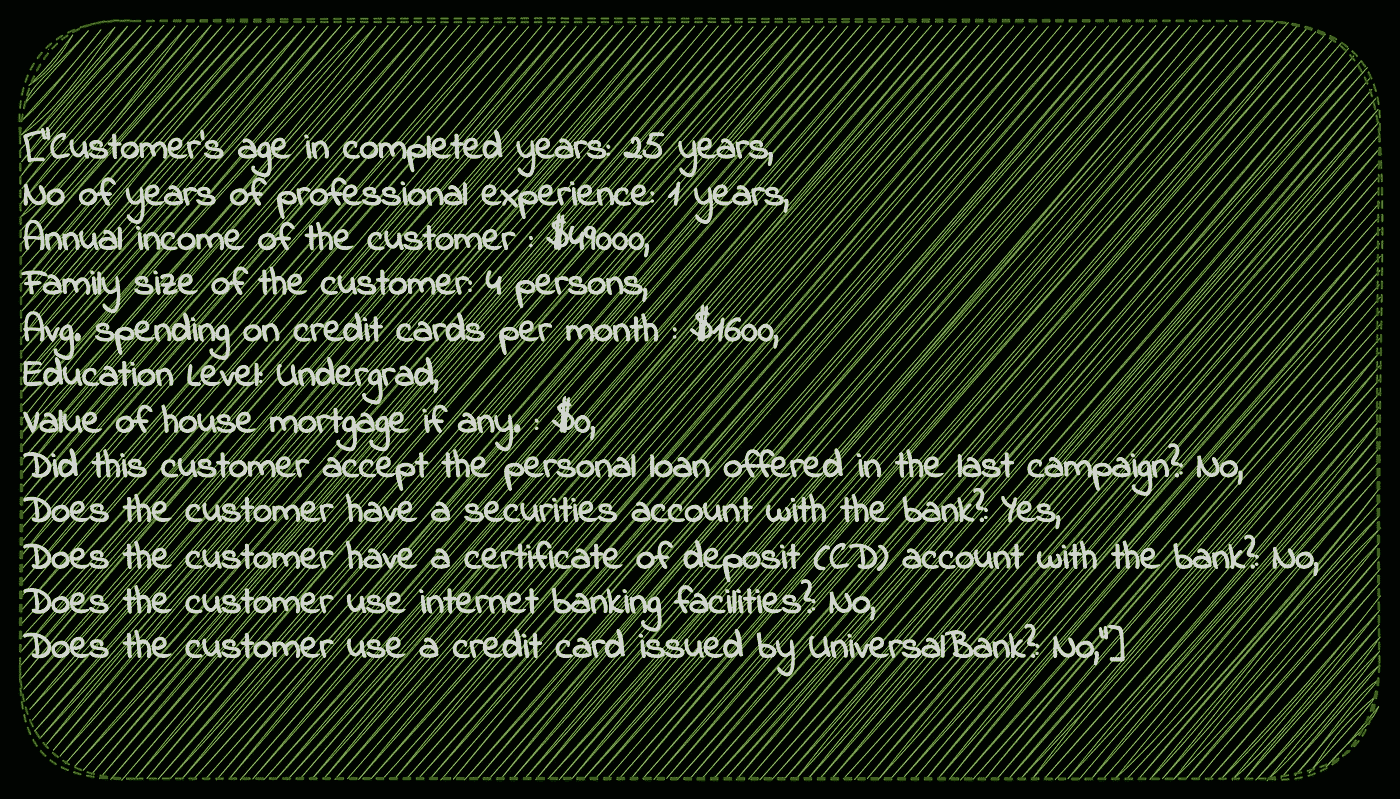 ["Customer's age in completed years: 25 years,
No of years of professional experience: 1 years,
Annual income of the customer : $49000,
Family size of the customer: 4 persons,
Avg. spending on credit cards per month : $1600,
Education Level: Undergrad,
Value of house mortgage if any. : $0,
Did this customer accept the personal loan offered in the last campaign?: No,
Does the customer have a securities account with the bank?: Yes,
Does the customer have a certificate of deposit (CD) account with the bank?: No,
Does the customer use internet banking facilities?: No,
Does the customer use a credit card issued by UniversalBank?: No,"]